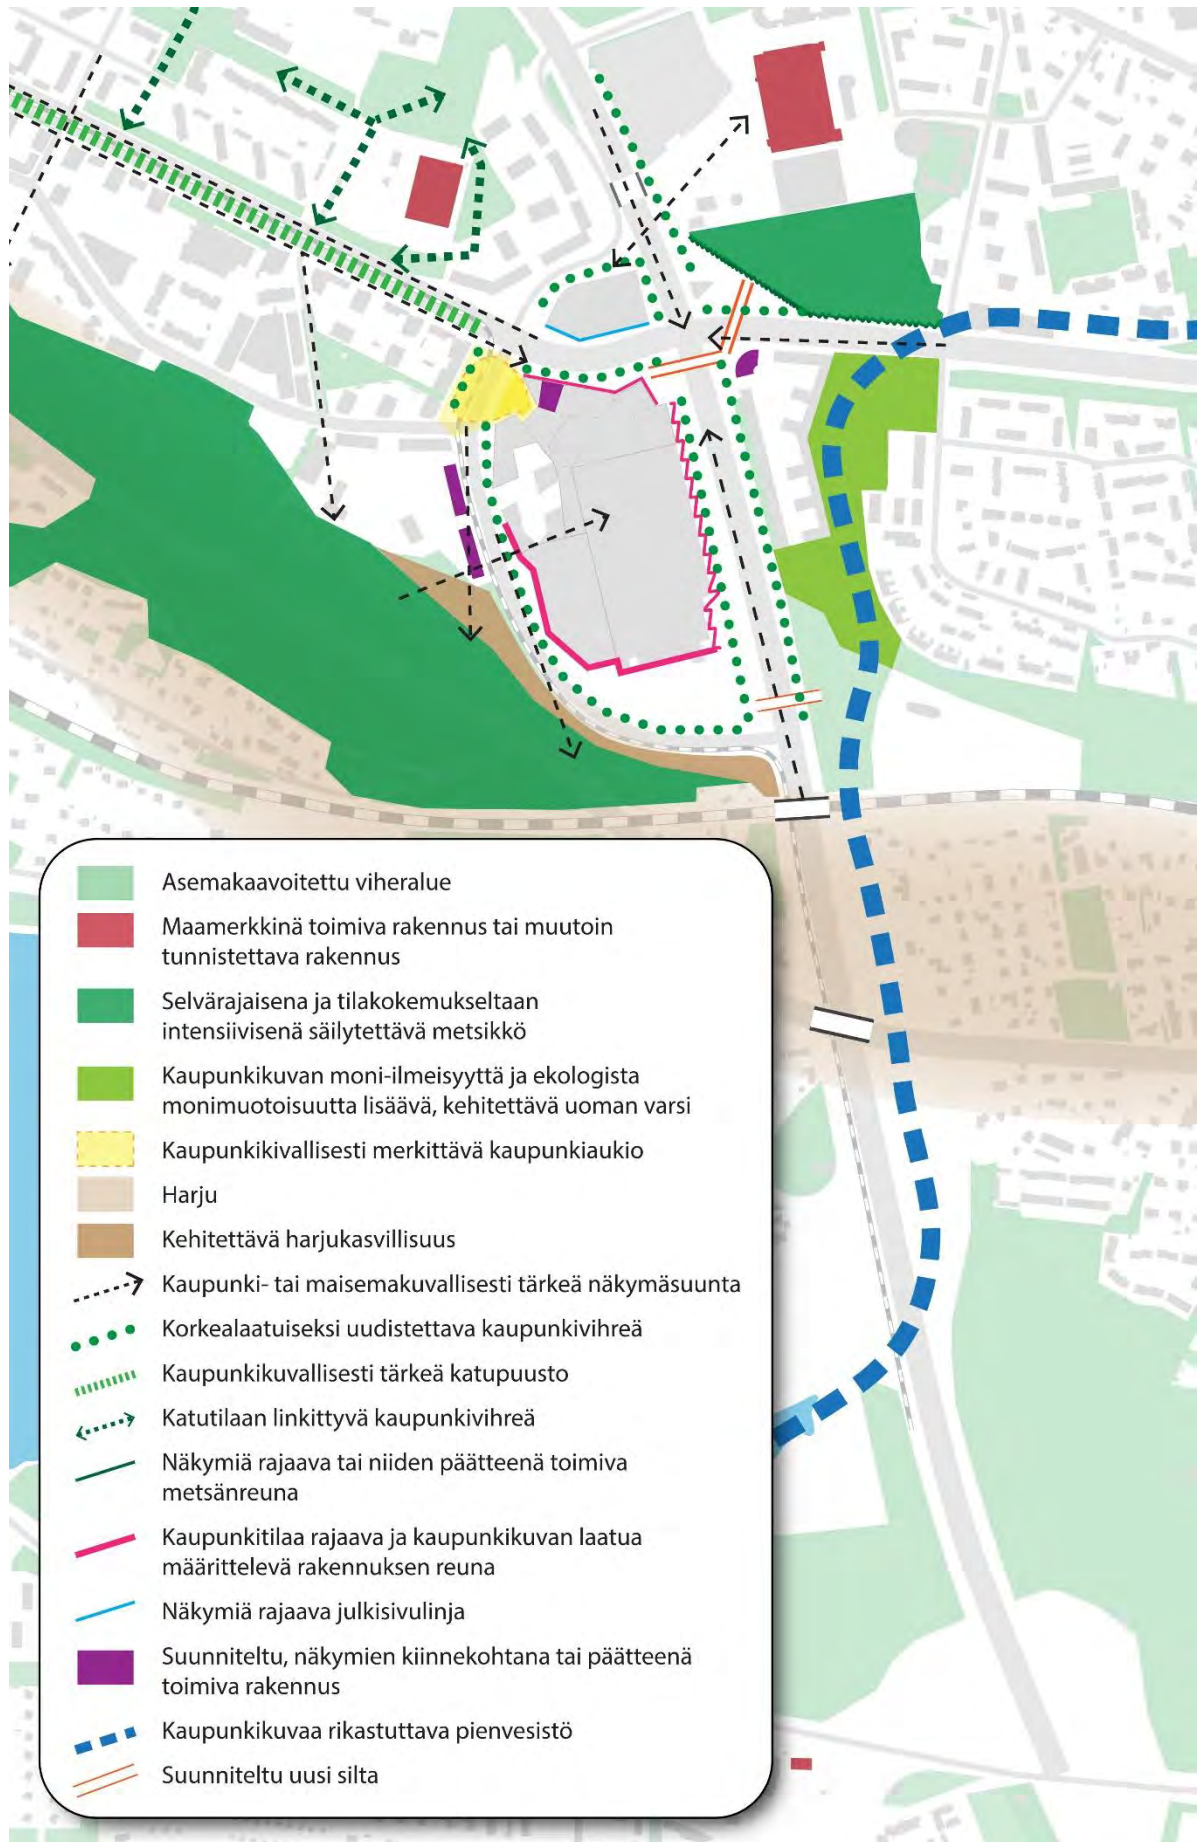 Asemakaavoitettu viheralue
Maamerkkinä toimiva rakennus tai muutoin
tunnistettava rakennus
Selvärajaisena ja tilakokemukseltaan
intensiivisenä säilytettävä metsikkö
Kaupunkikuvan moni-ilmeisyyttä ja ekologista
monimuotoisuutta lisäävä, kehitettävä uoman varsi
Kaupunkikivallisesti merkittävä kaupunkiaukio
Harju
Kehitettävä harjukasvillisuus
Kaupunki- tai maisemakuvallisesti tärkeä näkymäsuunta
Korkealaatuiseksi uudistettava kaupunkivihreä
Kaupunkikuvallisesti tärkeä katupuusto
Katutilaan linkittyvä kaupunkivihreä
Näkymiä rajaava tai niiden päätteenä toimiva
metsänreuna
Kaupunkitilaa rajaava ja kaupunkikuvan laatua
määrittelevä rakennuksen reuna
Näkymiä rajaava julkisivulinja
Suunniteltu, näkymien kiinnekohtana tai päätteenä
toimiva rakennus
Kaupunkikuvaa rikastuttava pienvesistö
Suunniteltu uusi silta